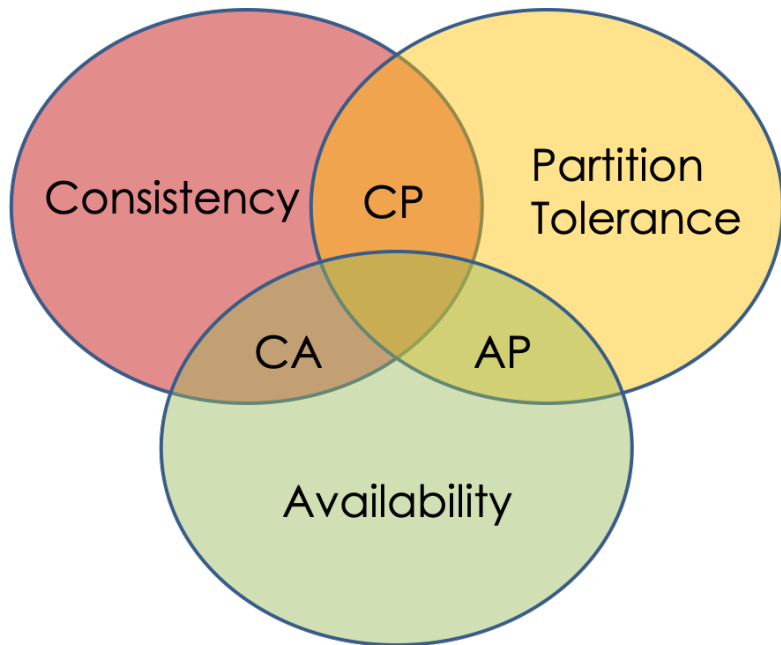 Consistency
CP
Partition
Tolerance
CA
AP
Availability